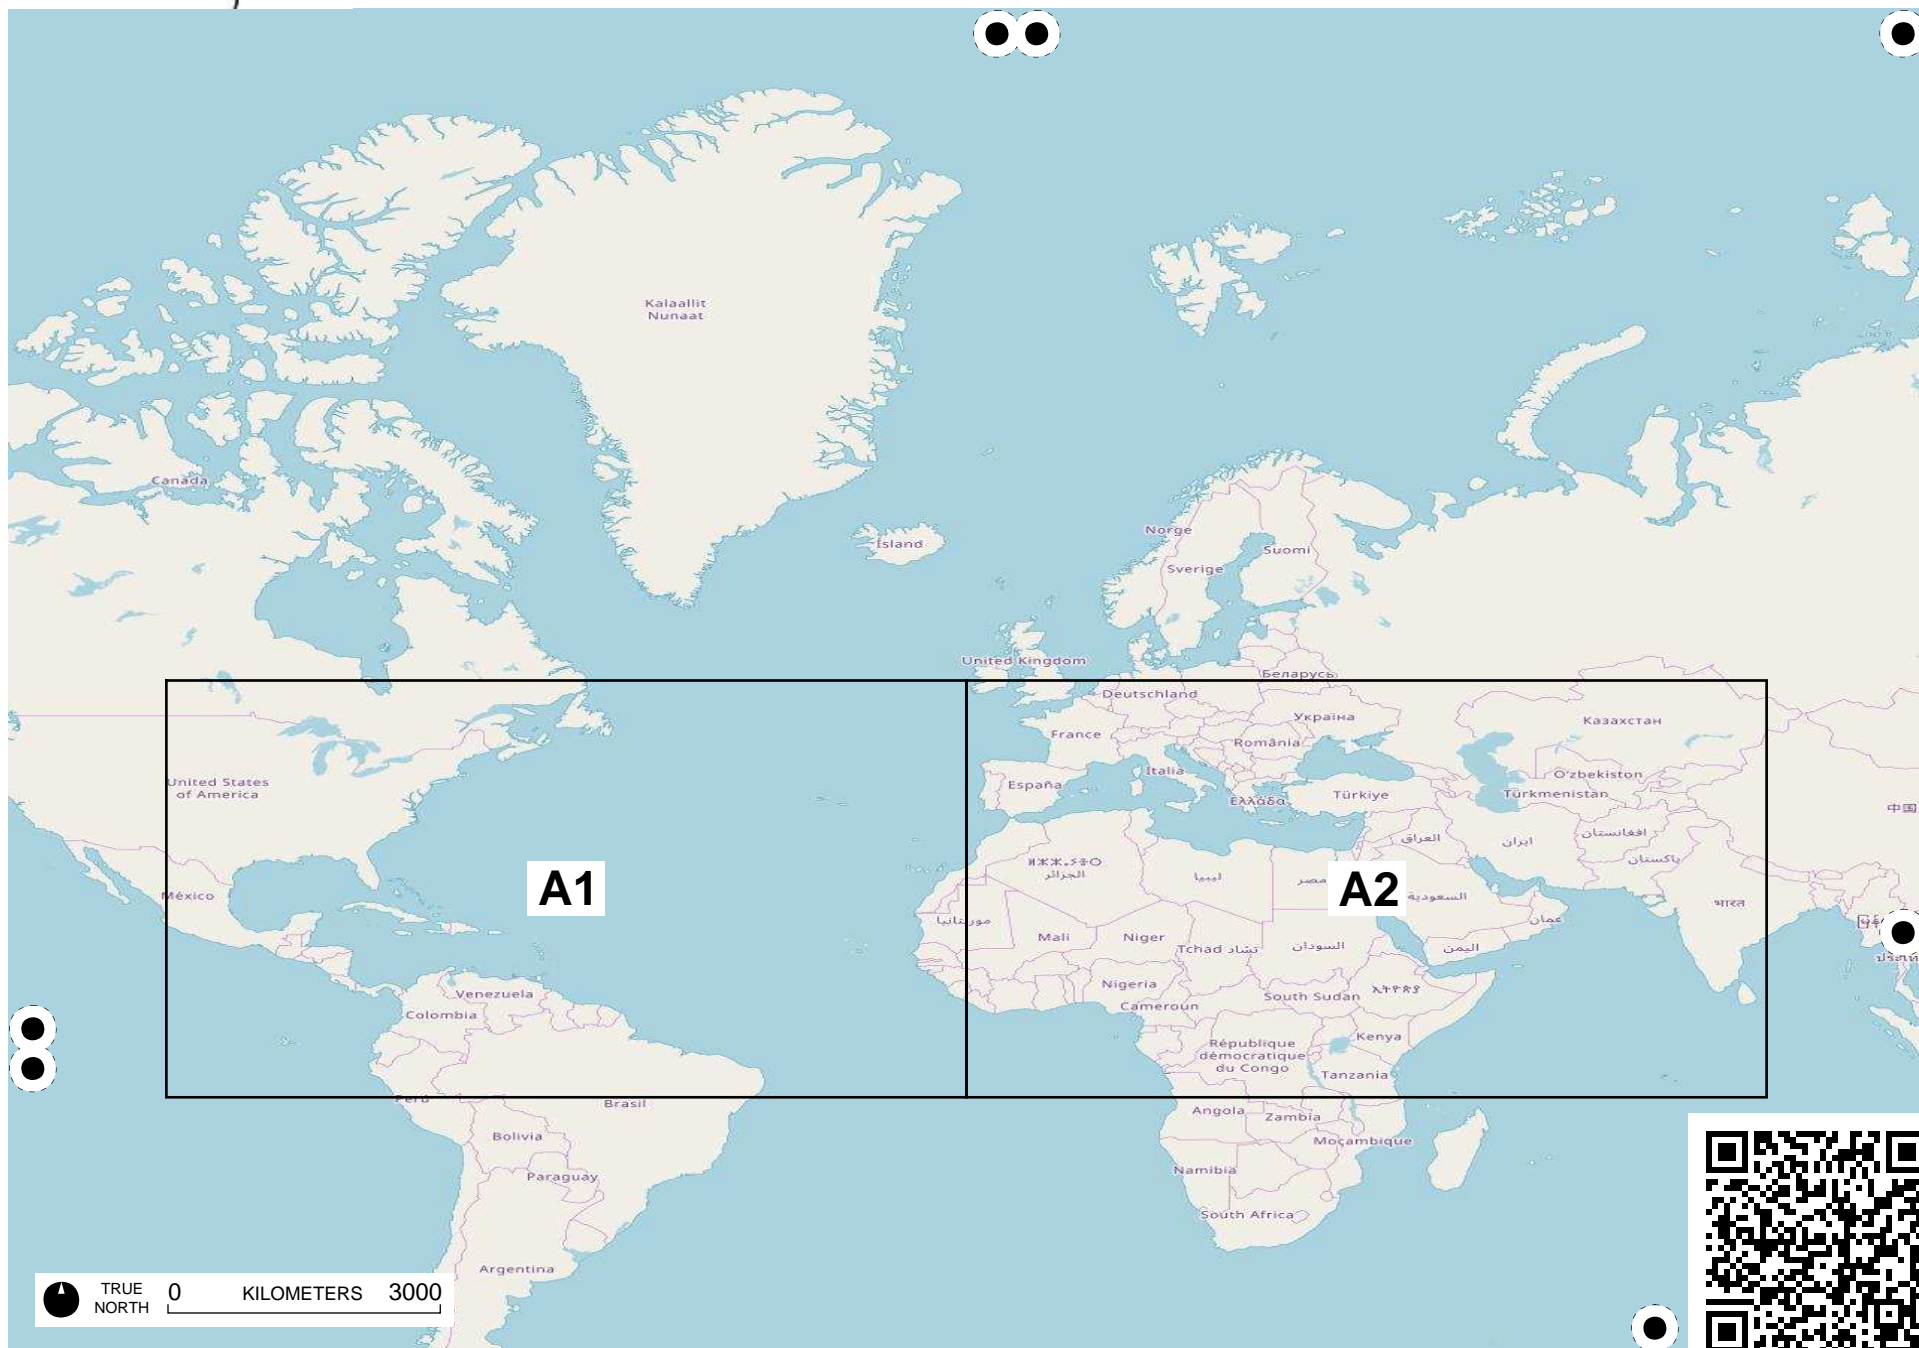 Kalaallit
Nunaat
Canada
Ísland
Norge
Suomi
Sverige
United Kingdom
Беларусь
Deutschland
Україна
Казахстан
France
România
Italia
O'zbekiston
United States
of America
España
Türkiye
Türkmenistan
Ελλάδα
中国
العراق
ایران
افغانستان
پاکستان
ⵍⵣⵣⴰⵢⴻⵔ
الجزائر
ليبيا
مصر
A1
A2
السعودية
México
भारत
موريتانيا
عمان
Mali
Niger
Tchad تشاد
السودان
اليمن
Venezuela
Nigeria
South Sudan
ኢትዮጵያ
Colombia
Cameroun
Kenya
République
démocratique
du Congo
Tanzania
Perú
Brasil
Angola
Zambia
Bolivia
Moçambique
Paraguay
Namibia
South Africa
Argentina
TRUE
NORTH
0 KILOMETERS 3000